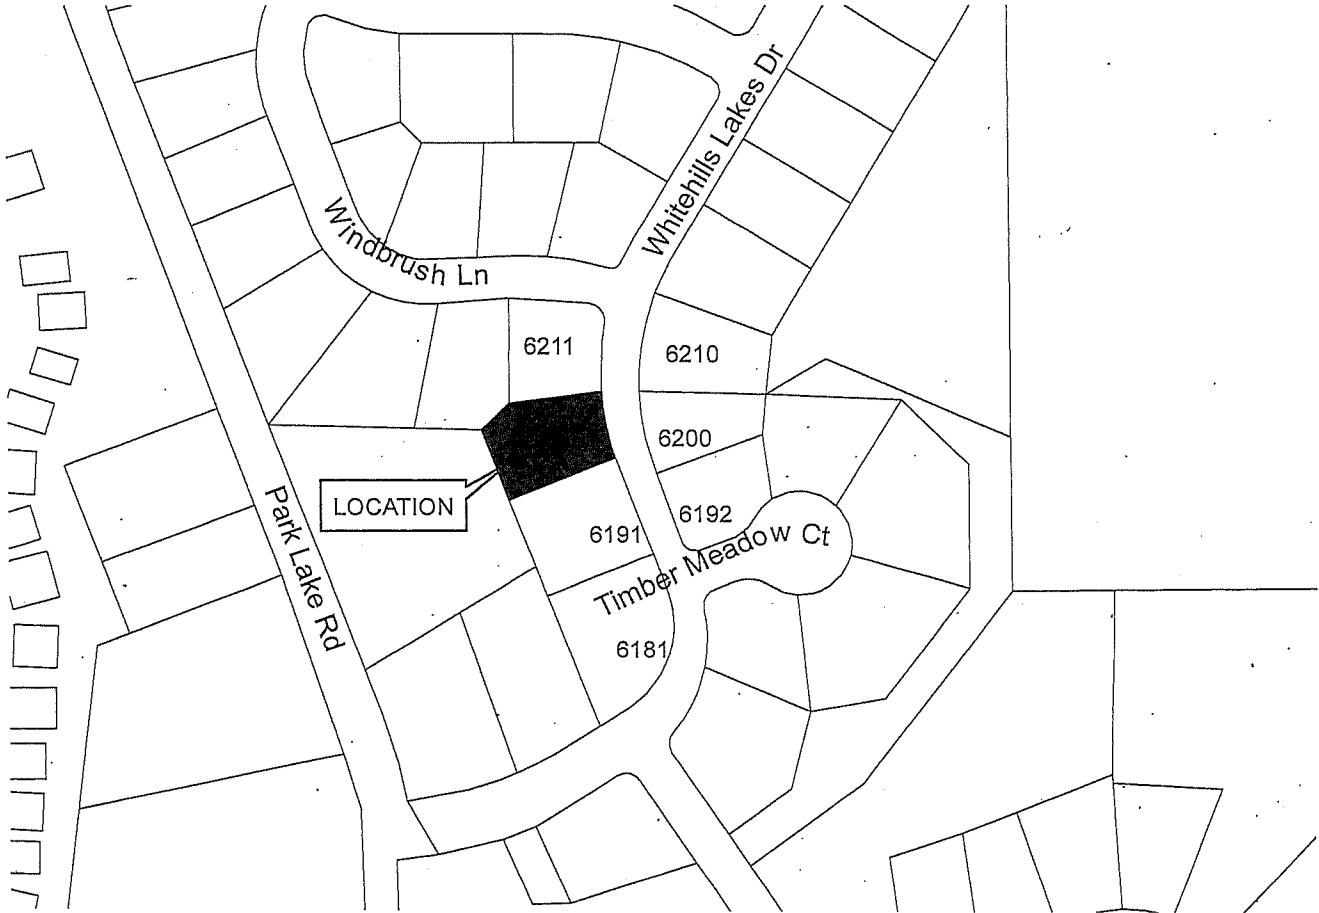 Whitehills Lakes Dr
Windbrush Ln
6211
6210
6200
LOCATION
6192
6191
Park Lake Rd
Timber Meadow Ct
6181